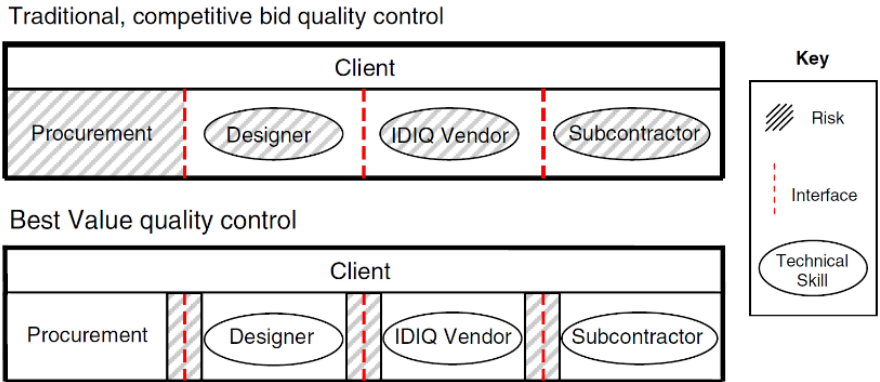 Traditional, competitive bid quality control
Client
Procurement
Designer
IDIQ Vendor
Subcontractor
Best Value quality control
Client
Procurement
Designer
IDIQ Vendor
Subcontractor
Key
Risk
Interface
Technical
Skill